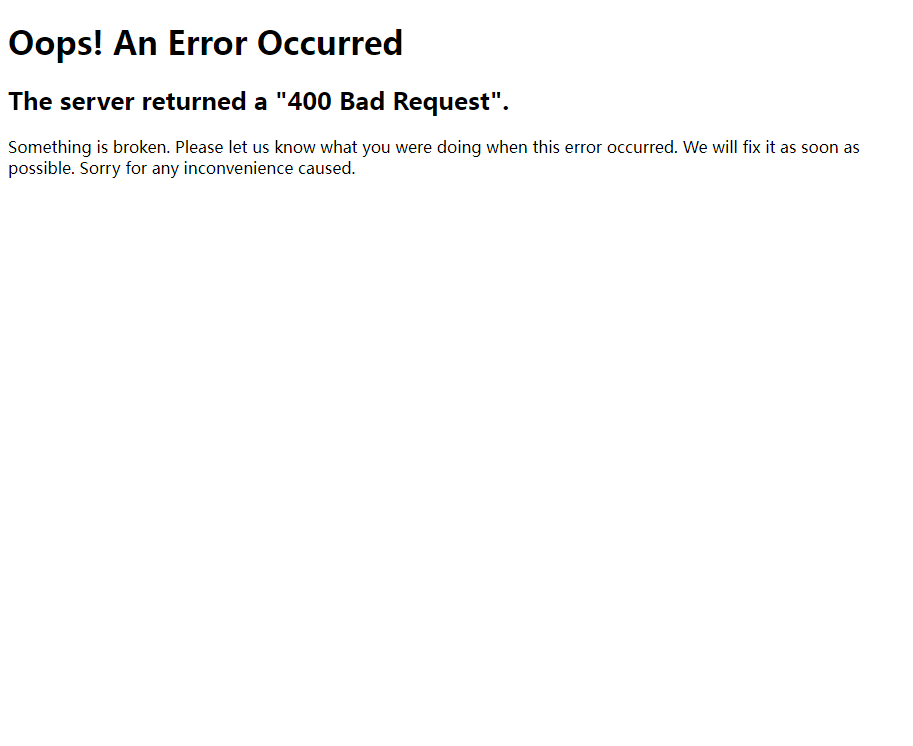 Oops! An Error Occurred
The server returned a "400 Bad Request".
Something is broken. Please let us know what you were doing when this error occurred. We will fix it as soon as
possible. Sorry for any inconvenience caused.